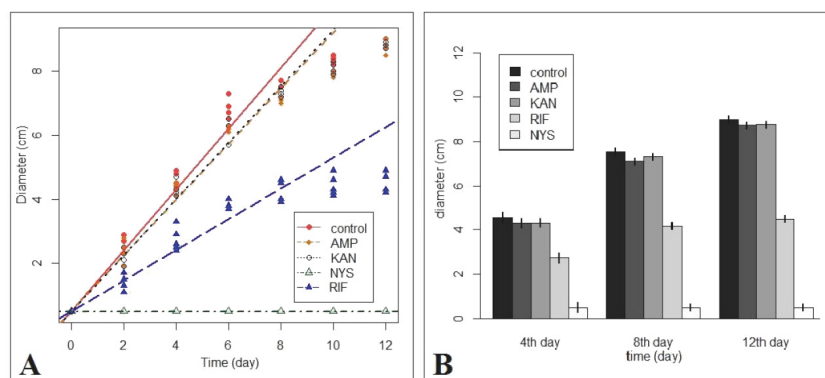 8
6
4
2
Diameter (cm)
control
AMP
KAN
NYS
RIF
0 2 4 6 8 10 12
Time (day)
A
12
10
8
6
4
2
0
diameter (cm)
control
AMP
KAN
RIF
NYS
4th day 8th day 12th day
time (day)
B